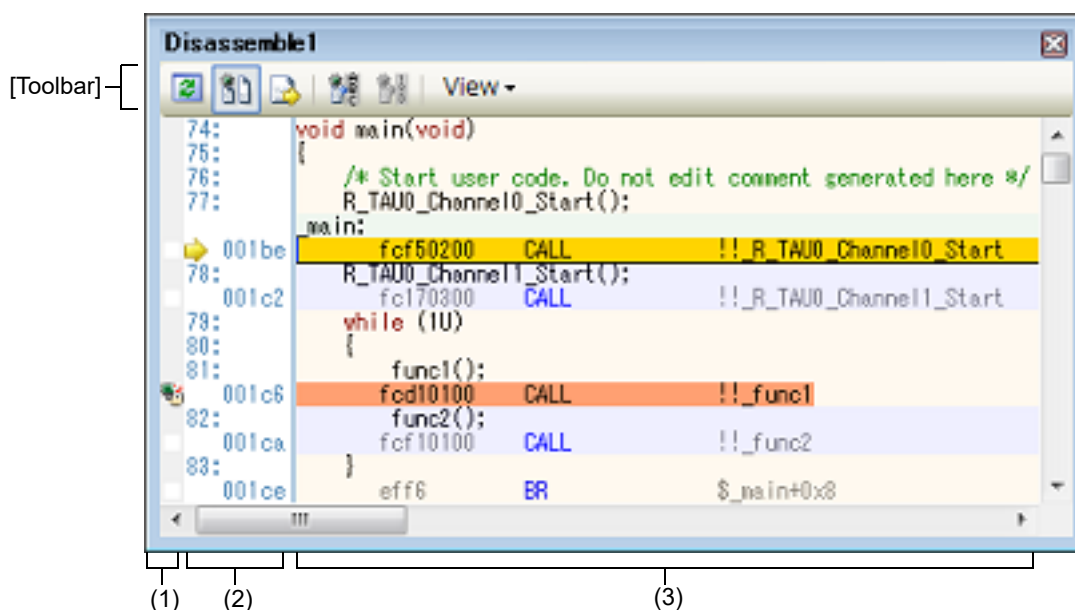 Disassemble1
[Toolbar]
View
74: void main(void)
75: {
76: /* Start user code. Do not edit comment generated here */
77: R_TAU0_Channel0_Start();
_main:
001be fcf50200 CALL !!_R_TAU0_Channel0_Start
78: R_TAU0_Channel1_Start();
001c2 fc170300 CALL !!_R_TAU0_Channel1_Start
79: while (1U)
80: {
81: func1();
001c6 fcd10100 CALL !!_func1
82: func2();
001ca fcf10100 CALL !!_func2
83: }
001ce eff6 BR $_main+0x8
(1) (2) (3)